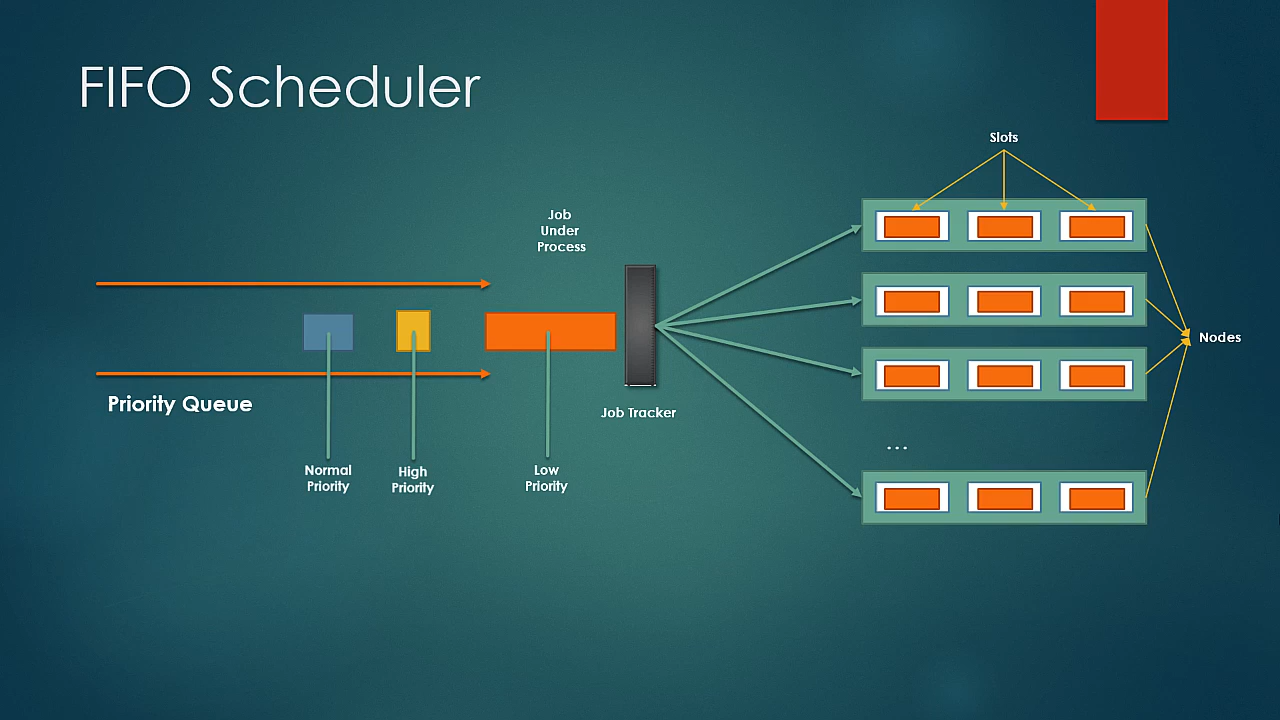 FIFO Scheduler
Slots
Job
Under
Process
Nodes
Priority Queue
Job Tracker
...
Normal
Priority
High
Priority
Low
Priority